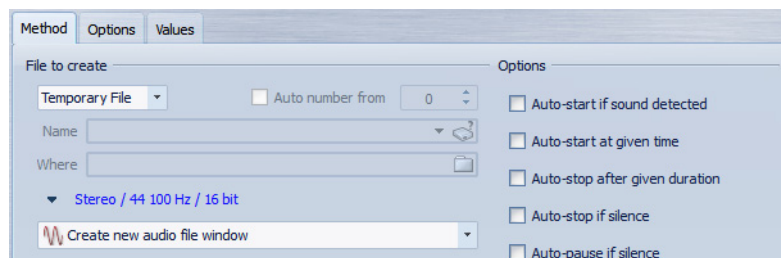 Method Options Values
File to create
Temporary File
Auto number from 0
Name
Where
Stereo / 44 100 Hz / 16 bit
Create new audio file window
Options
Auto-start if sound detected
Auto-start at given time
Auto-stop after given duration
Auto-stop if silence
Auto-pause if silence